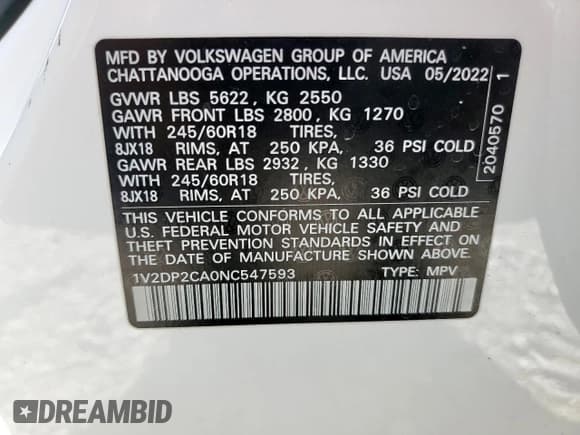 MFD BY VOLKSWAGEN GROUP OF AMERICA
CHATTANOOGA OPERATIONS, LLC. USA 05/2022
GVWR LBS 5622, KG 2550
GAWR FRONT LBS 2800, KG 1270
WITH 245/60R18 TIRES,
8JX18 RIMS, AT 250 KPA, 36 PSI COLD
GAWR REAR LBS 2932, KG 1330
WITH 245/60R18 TIRES,
8JX18 RIMS, AT 250 KPA, 36 PSI COLD
THIS VEHICLE CONFORMS TO ALL APPLICABLE
U.S. FEDERAL MOTOR VEHICLE SAFETY AND
THEFT PREVENTION STANDARDS IN EFFECT ON
THE DATE OF MANUFACTURE SHOWN ABOVE.
1V2DP2CA0NC547593 TYPE: MPV
2040570 1
DREAMBID